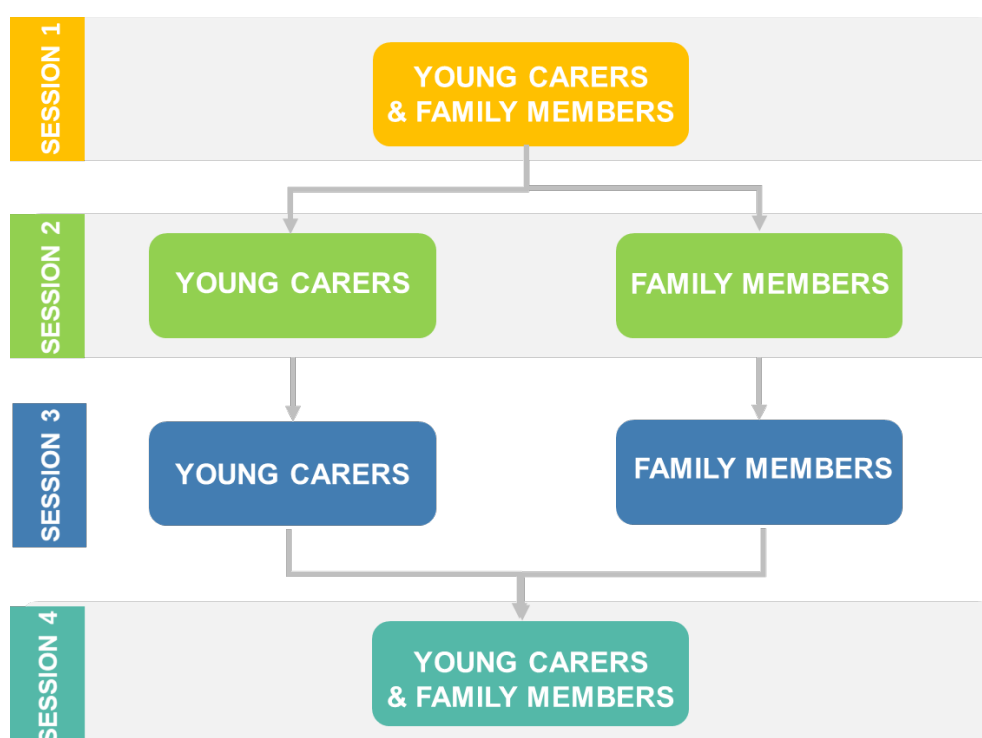 SESSION 1
YOUNG CARERS
& FAMILY MEMBERS
SESSION 2
YOUNG CARERS
FAMILY MEMBERS
SESSION 3
YOUNG CARERS
FAMILY MEMBERS
SESSION 4
YOUNG CARERS
& FAMILY MEMBERS